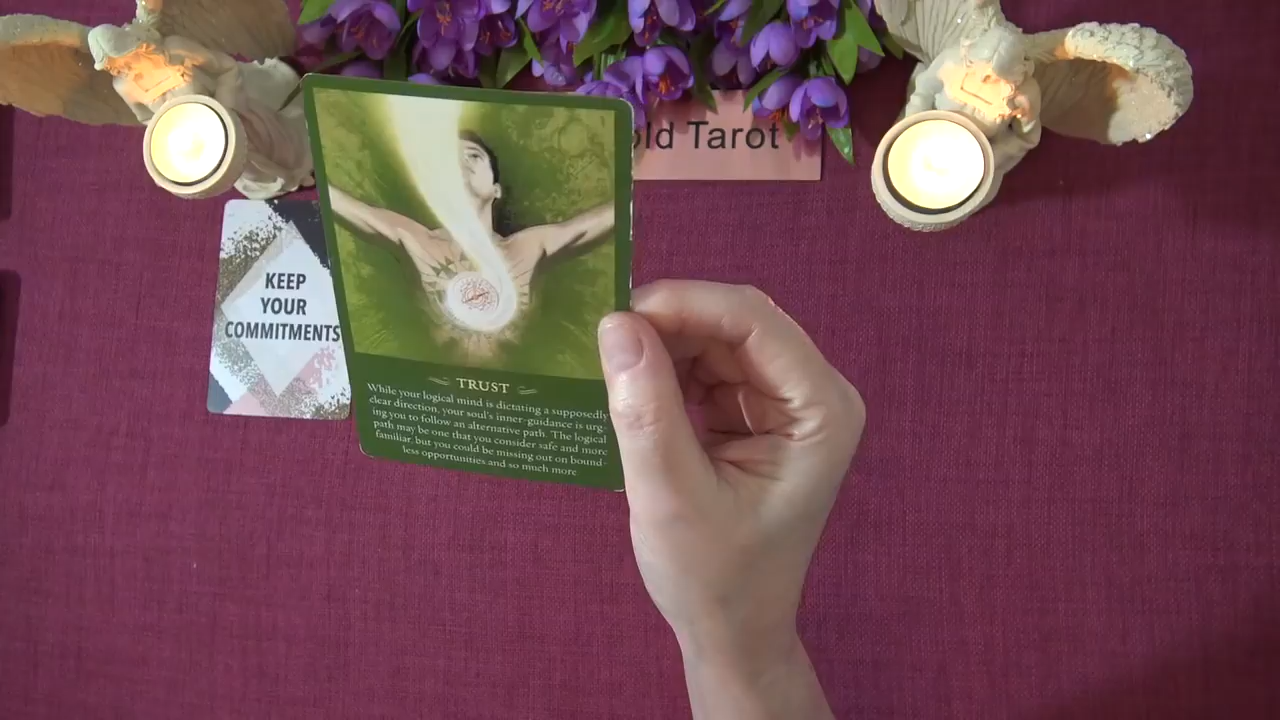 old Tarot
KEEP
YOUR
COMMITMENTS
TRUST
While your logical mind is dictating a supposedly
clear direction, your soul's inner-guidance is urg-
ing you to follow an alternative path. The logical
path may be one that you consider safe and more
familiar, but you could be missing out on bound-
less opportunities and so much more